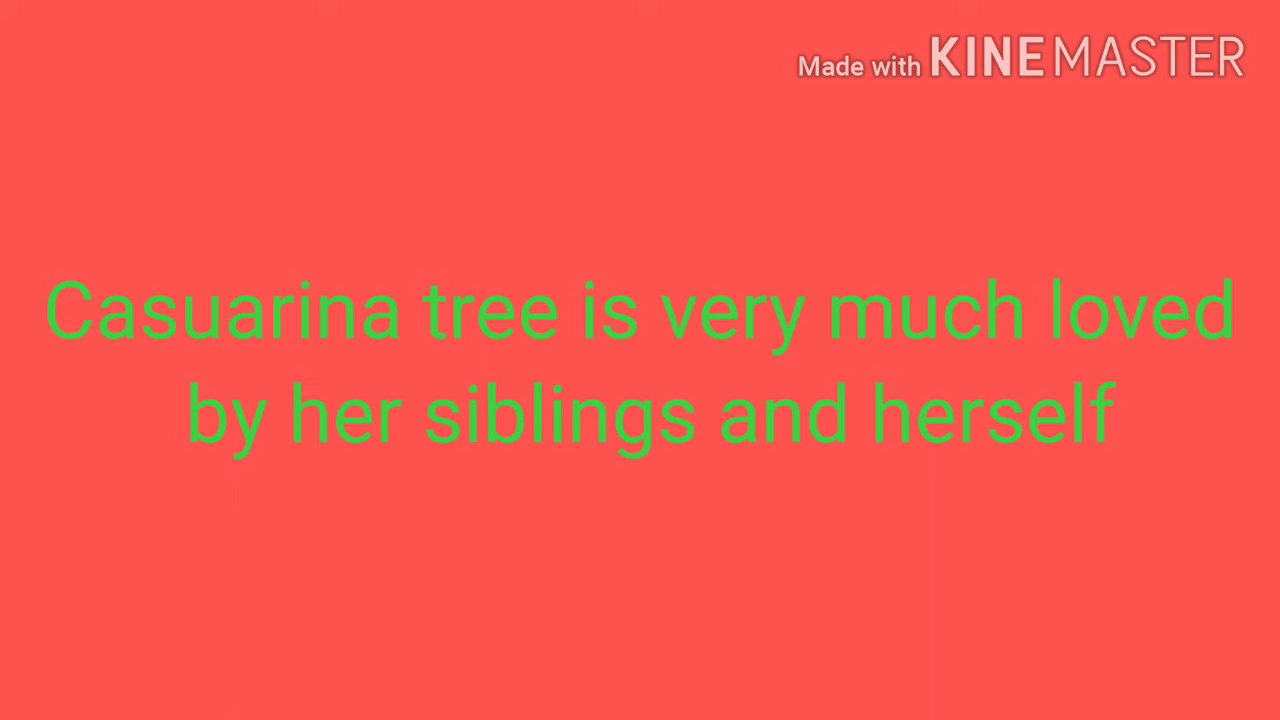 Made with KINEMASTER
Casuarina tree is very much loved
by her siblings and herself